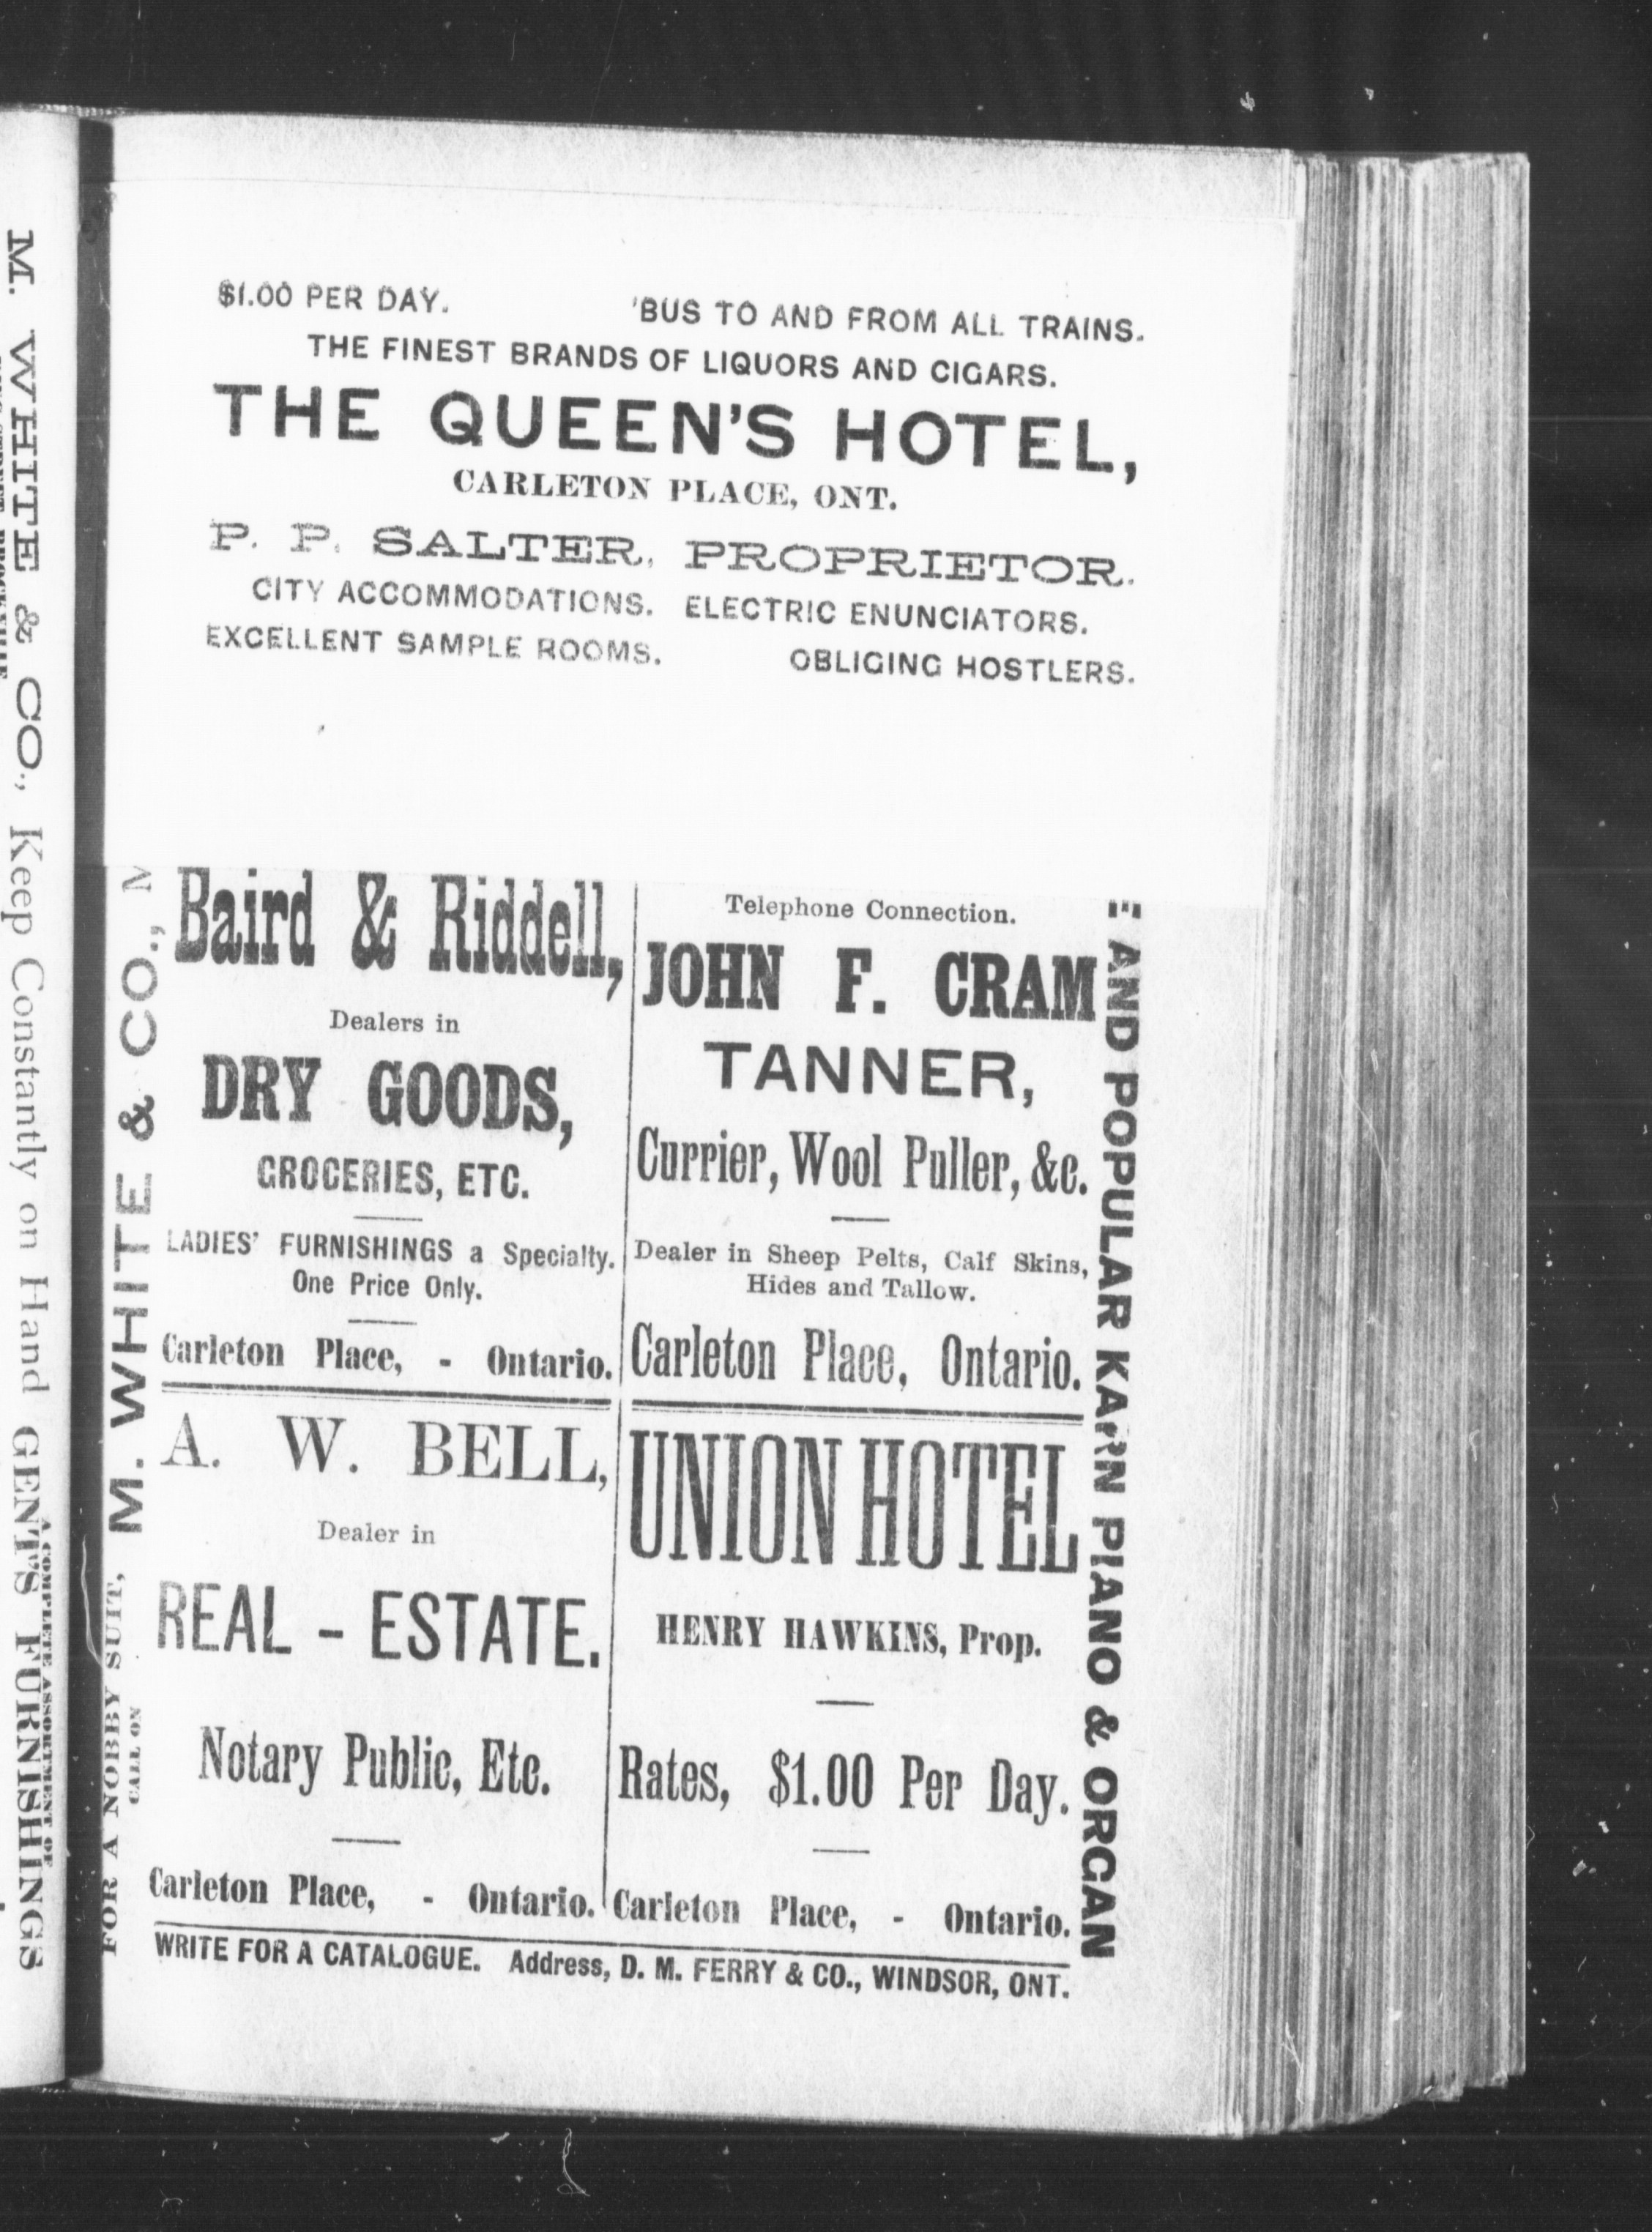 $1.00 PER DAY. 'BUS TO AND FROM ALL TRAINS.
THE FINEST BRANDS OF LIQUORS AND CIGARS.
THE QUEEN'S HOTEL,
CARLETON PLACE, ONT.
P. P. SALTER, PROPRIETOR.
CITY ACCOMMODATIONS. ELECTRIC ENUNCIATORS.
EXCELLENT SAMPLE ROOMS. OBLIGING HOSTLERS.
Baird & Riddell,
Dealers in
DRY GOODS,
GROCERIES, ETC.
LADIES' FURNISHINGS a Specialty.
One Price Only.
Carleton Place, - Ontario.
Telephone Connection.
JOHN F. CRAM
TANNER,
Currier, Wool Puller, &c.
Dealer in Sheep Pelts, Calf Skins,
Hides and Tallow.
Carleton Place, Ontario.
A. W. BELL,
Dealer in
REAL - ESTATE.
Notary Public, Etc.
Carleton Place, - Ontario.
UNION HOTEL
HENRY HAWKINS, Prop.
Rates, $1.00 Per Day.
Carleton Place, - Ontario.
WRITE FOR A CATALOGUE. Address, D. M. FERRY & CO., WINDSOR, ONT.
FOR A NOBBY SUIT,
CALL ON
M. WHITE & CO.,
AND POPULAR KARN PIANO & ORGAN
M. WHITE & CO., Keep Constantly on Hand
A COMPLETE ASSORTMENT OF
GENT'S FURNISHINGS